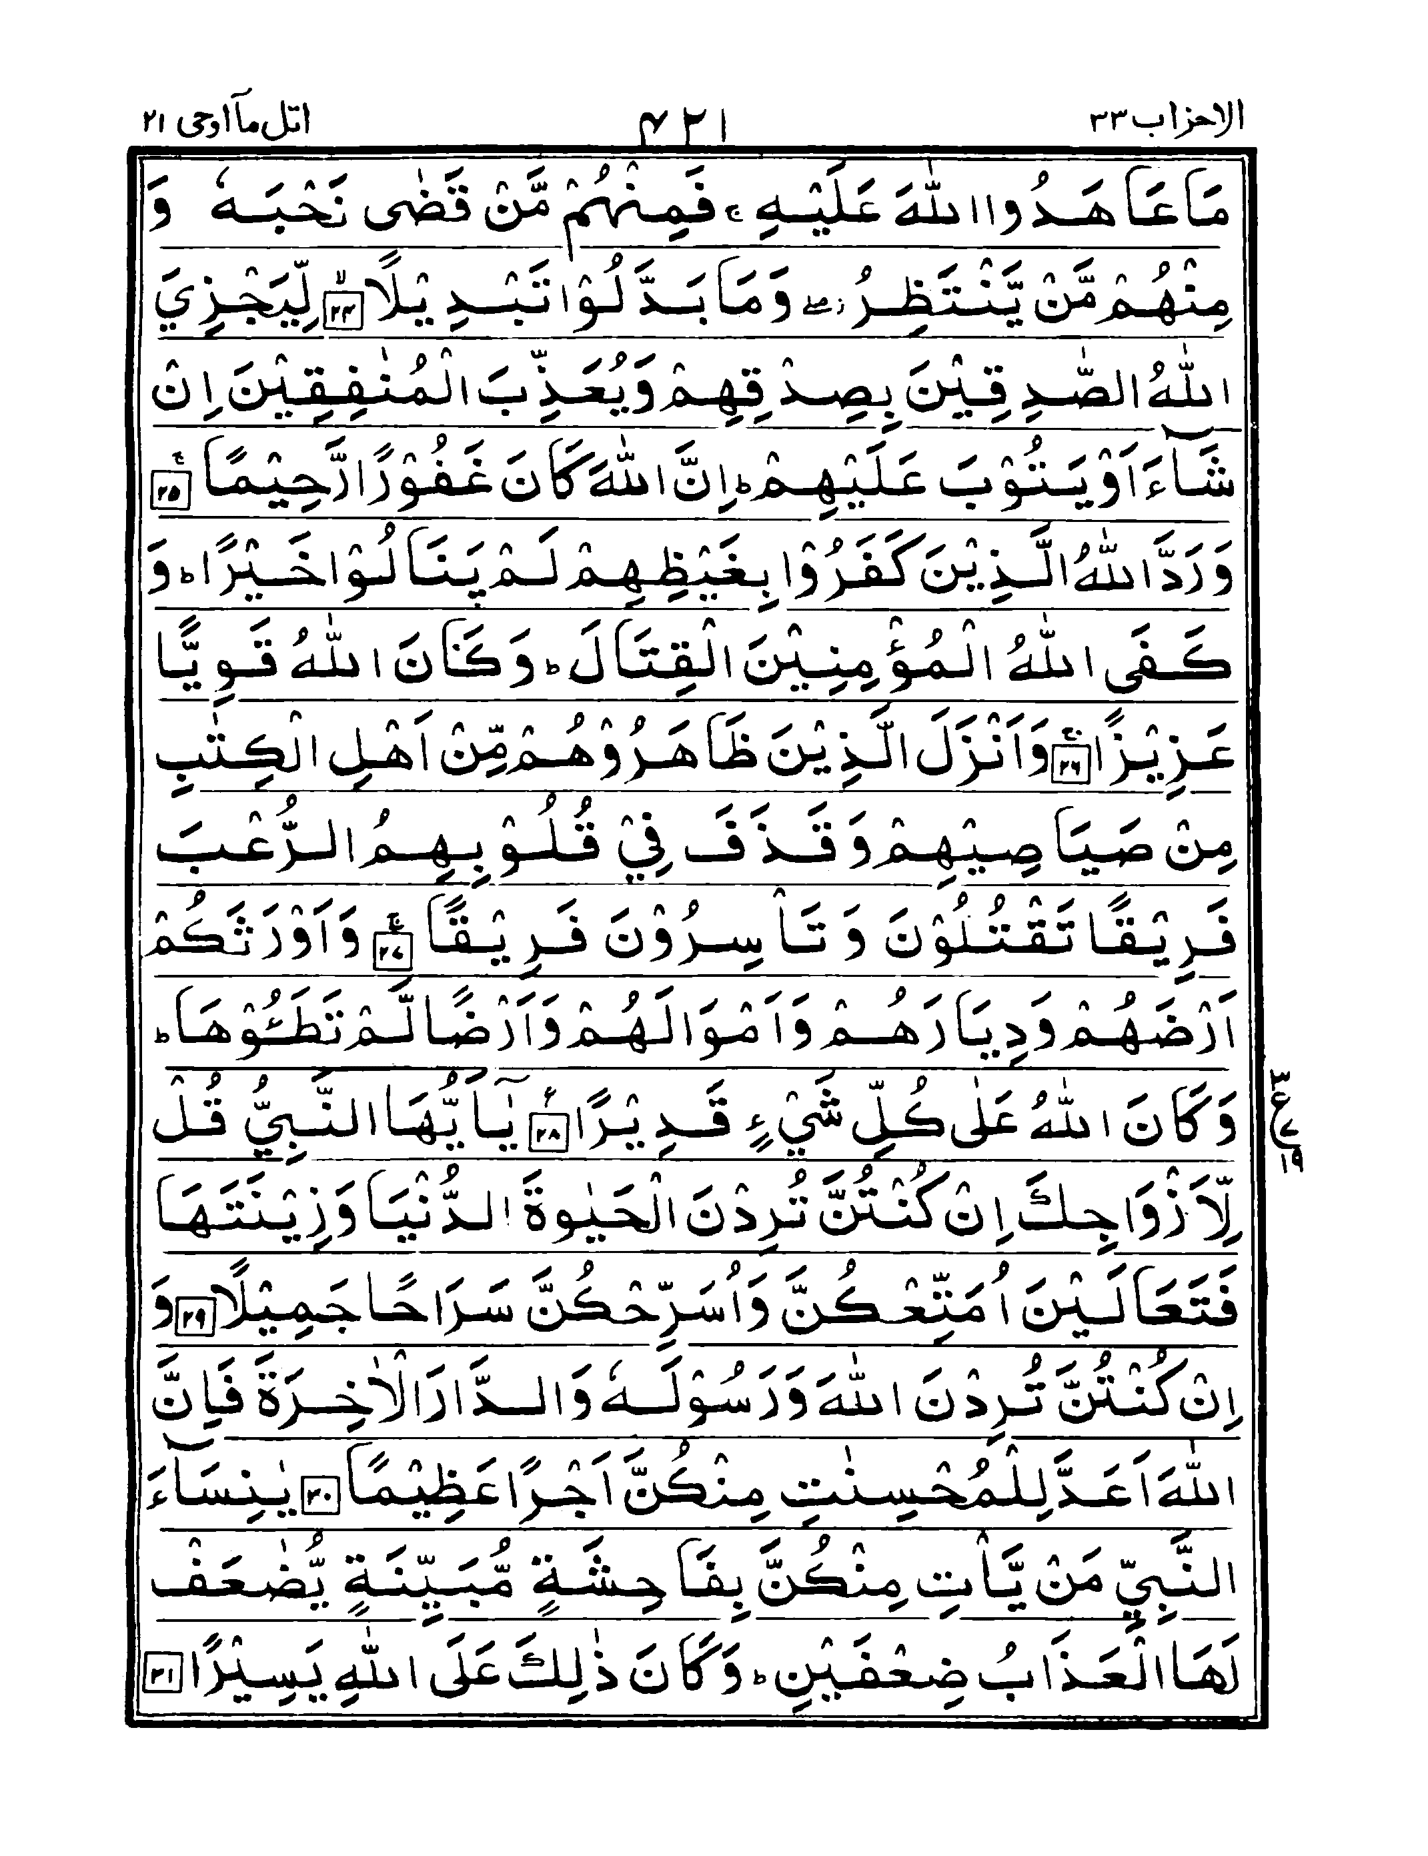 الاحزاب ٣٣
٤٢١
اتل مآ اوحی ٢١
مَا عَاهَدُوا اللّٰهَ عَلَيْهِ ۚ فَمِنْهُمْ مَّنْ قَضٰى نَحْبَهٗ وَ
مِنْهُمْ مَّنْ يَّنْتَظِرُ ۖ وَمَا بَدَّلُوْا تَبْدِيْلًا ۙ ٢٤ لِّيَجْزِيَ
اللّٰهُ الصّٰدِقِيْنَ بِصِدْقِهِمْ وَيُعَذِّبَ الْمُنٰفِقِيْنَ اِنْ
شَآءَ اَوْ يَتُوْبَ عَلَيْهِمْ ؕ اِنَّ اللّٰهَ كَانَ غَفُوْرًا رَّحِيْمًا ۚ ٢٥
وَرَدَّ اللّٰهُ الَّذِيْنَ كَفَرُوْا بِغَيْظِهِمْ لَمْ يَنَالُوْا خَيْرًا ؕ وَ
كَفَى اللّٰهُ الْمُؤْمِنِيْنَ الْقِتَالَ ؕ وَكَانَ اللّٰهُ قَوِيًّا
عَزِيْزًا ۚ ٢٦ وَاَنْزَلَ الَّذِيْنَ ظَاهَرُوْهُمْ مِّنْ اَهْلِ الْكِتٰبِ
مِنْ صَيَاصِيْهِمْ وَقَذَفَ فِيْ قُلُوْبِهِمُ الرُّعْبَ
فَرِيْقًا تَقْتُلُوْنَ وَ تَاْسِرُوْنَ فَرِيْقًا ۚ ٢٧ وَاَوْرَثَكُمْ
اَرْضَهُمْ وَدِيَارَهُمْ وَاَمْوَالَهُمْ وَاَرْضًا لَّمْ تَطَـُٔوْهَا ؕ
وَكَانَ اللّٰهُ عَلٰى كُلِّ شَيْءٍ قَدِيْرًا ٢٨ يٰٓاَيُّهَا النَّبِيُّ قُلْ
لِّاَزْوَاجِكَ اِنْ كُنْتُنَّ تُرِدْنَ الْحَيٰوةَ الدُّنْيَا وَزِيْنَتَهَا
فَتَعَالَيْنَ اُمَتِّعْكُنَّ وَاُسَرِّحْكُنَّ سَرَاحًا جَمِيْلًا ٢٩ وَ
اِنْ كُنْتُنَّ تُرِدْنَ اللّٰهَ وَرَسُوْلَهٗ وَالدَّارَ الْاٰخِرَةَ فَاِنَّ
اللّٰهَ اَعَدَّ لِلْمُحْسِنٰتِ مِنْكُنَّ اَجْرًا عَظِيْمًا ٣٠ يٰنِسَآءَ
النَّبِيِّ مَنْ يَّاْتِ مِنْكُنَّ بِفَاحِشَةٍ مُّبَيِّنَةٍ يُّضٰعَفْ
لَهَا الْعَذَابُ ضِعْفَيْنِ ؕ وَكَانَ ذٰلِكَ عَلَى اللّٰهِ يَسِيْرًا ٣١